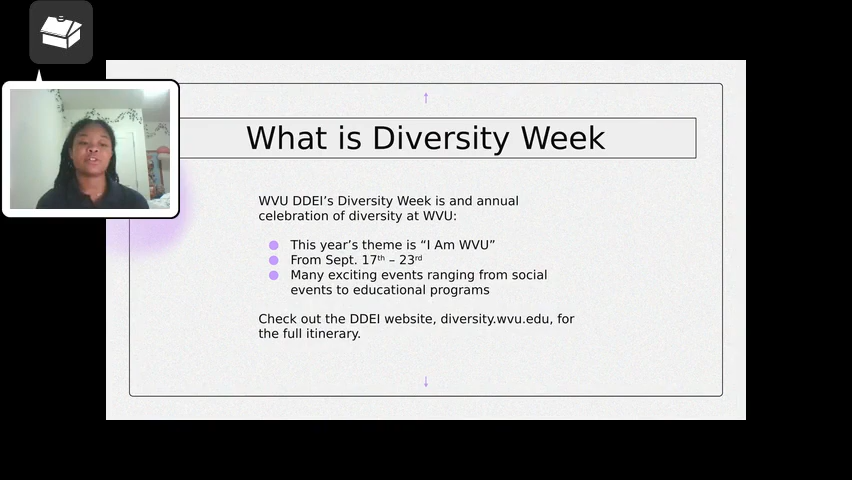 What is Diversity Week
WVU DDEI’s Diversity Week is and annual
celebration of diversity at WVU:
This year’s theme is “I Am WVU”
From Sept. 17th – 23rd
Many exciting events ranging from social
events to educational programs
Check out the DDEI website, diversity.wvu.edu, for
the full itinerary.